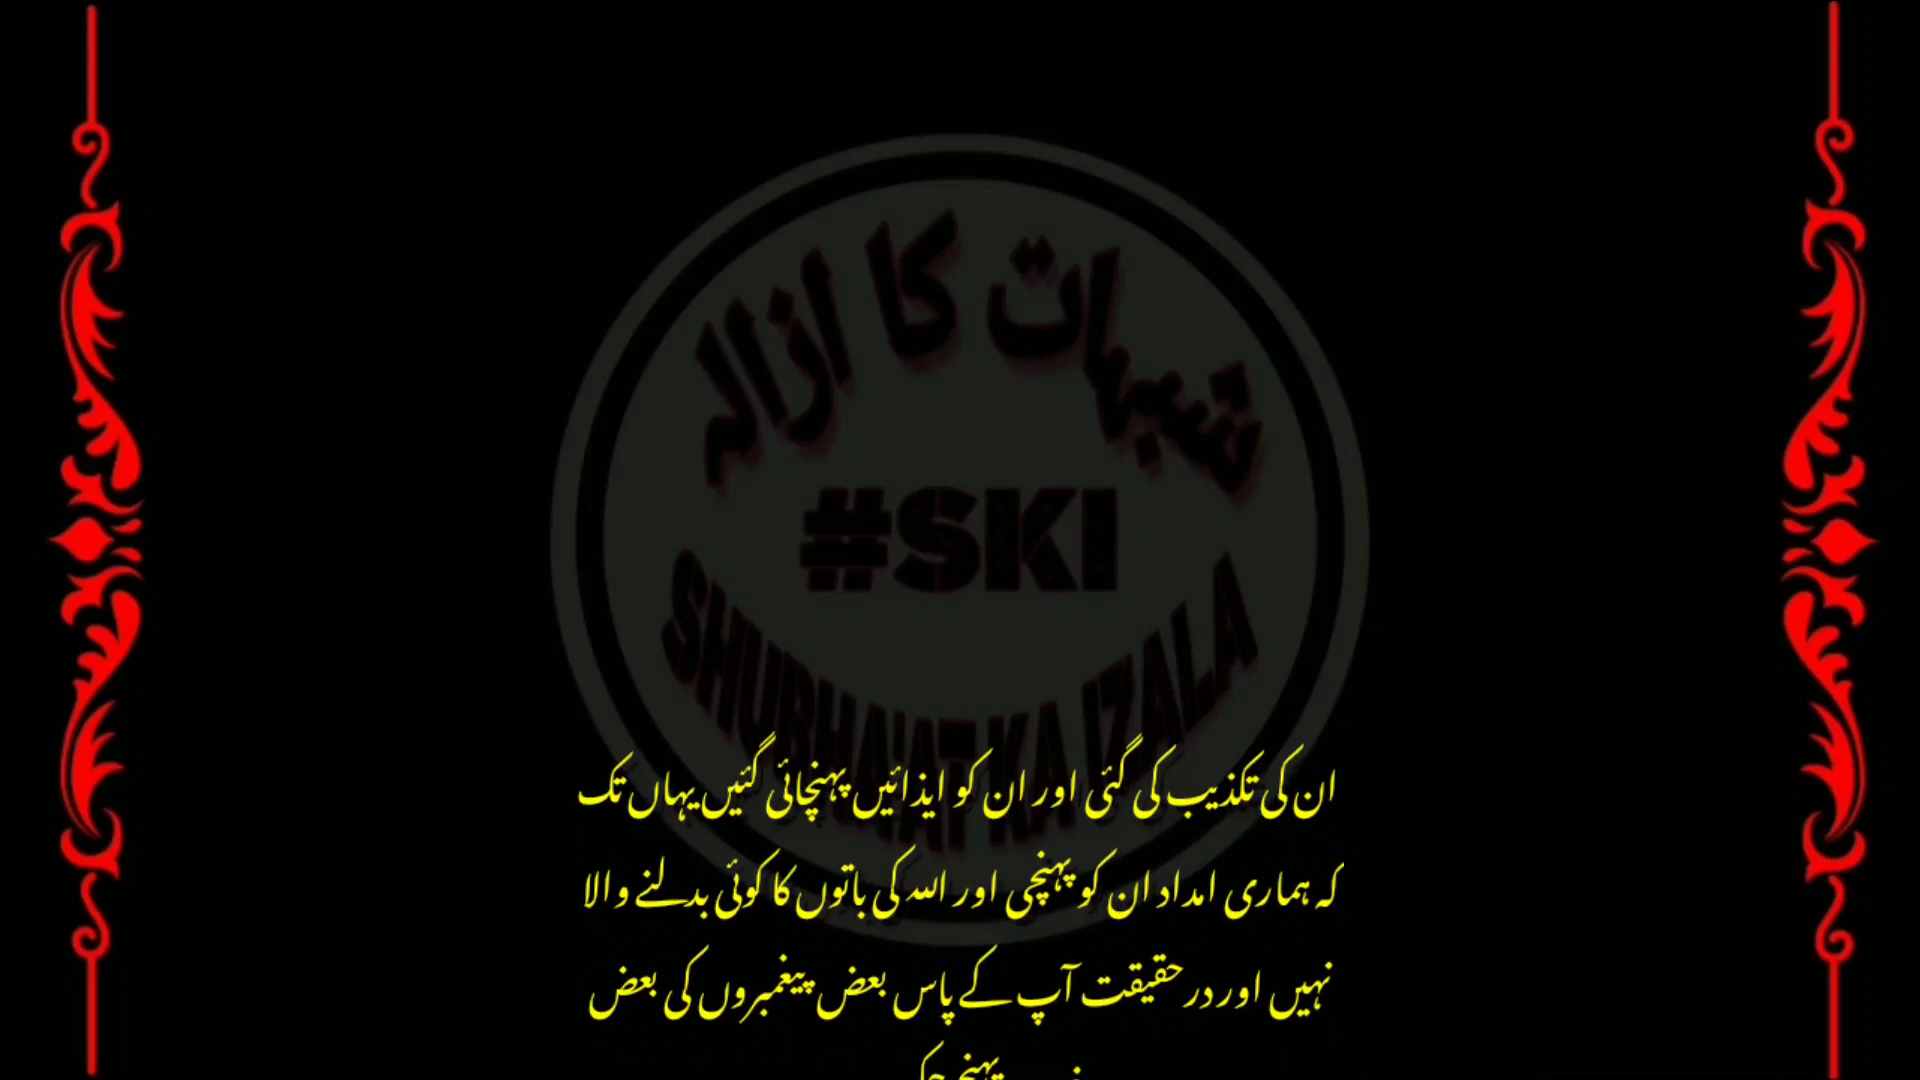 شبہات کا ازالہ
#SKI
SHUBHA'AT KA IZALA
ان کی تکذیب کی گئی اور ان کو ایذائیں پہنچائی گئیں یہاں تک
کہ ہماری امداد ان کو پہنچی اور اللہ کی باتوں کا کوئی بدلنے والا
نہیں اور درحقیقت آپ کے پاس بعض پیغمبروں کی بعض